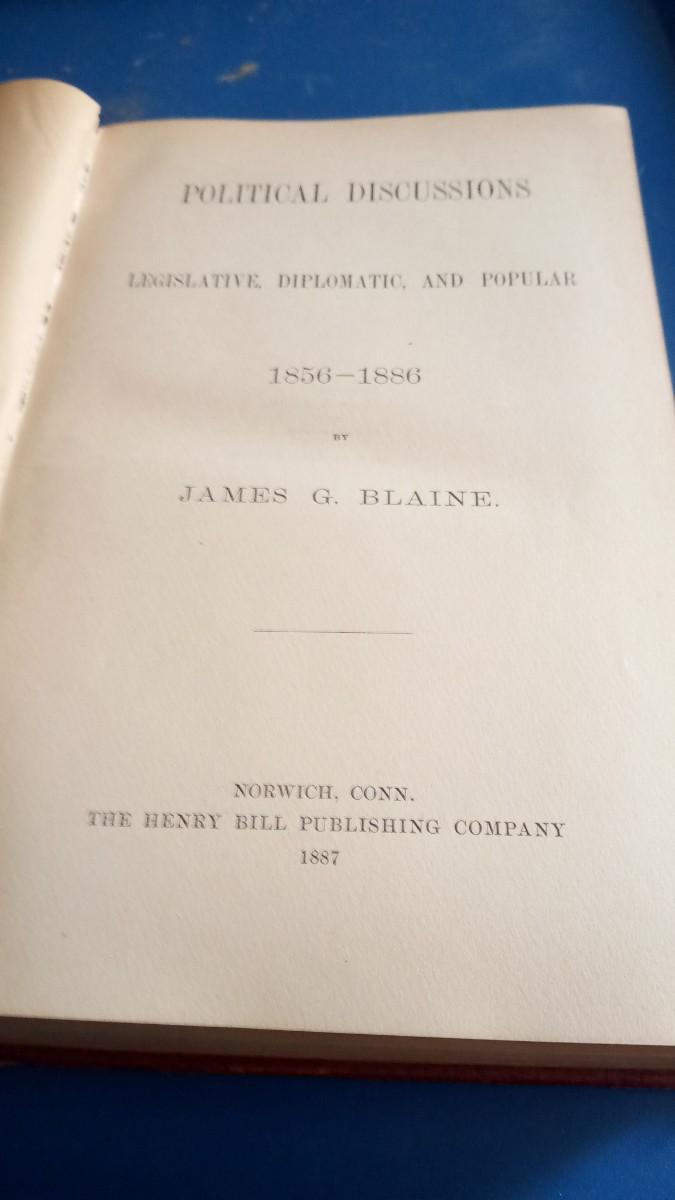 POLITICAL DISCUSSIONS
LEGISLATIVE, DIPLOMATIC, AND POPULAR
1856–1886
BY
JAMES G. BLAINE.
NORWICH, CONN.
THE HENRY BILL PUBLISHING COMPANY
1887